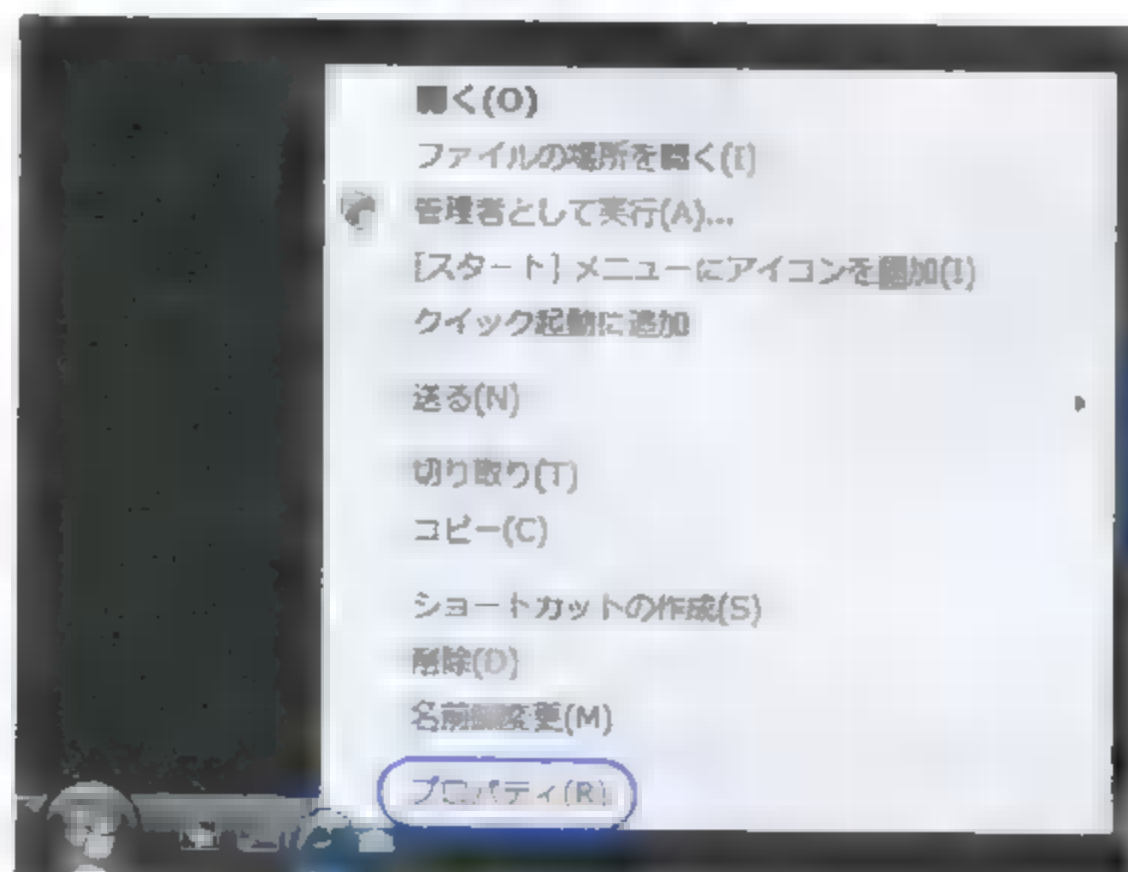 開く(O)
ファイルの場所を開く(I)
管理者として実行(A)...
[スタート] メニューにアイコンを追加(I)
クイック起動に追加
送る(N)
切り取り(T)
コピー(C)
ショートカットの作成(S)
削除(D)
名前の変更(M)
プロパティ(R)